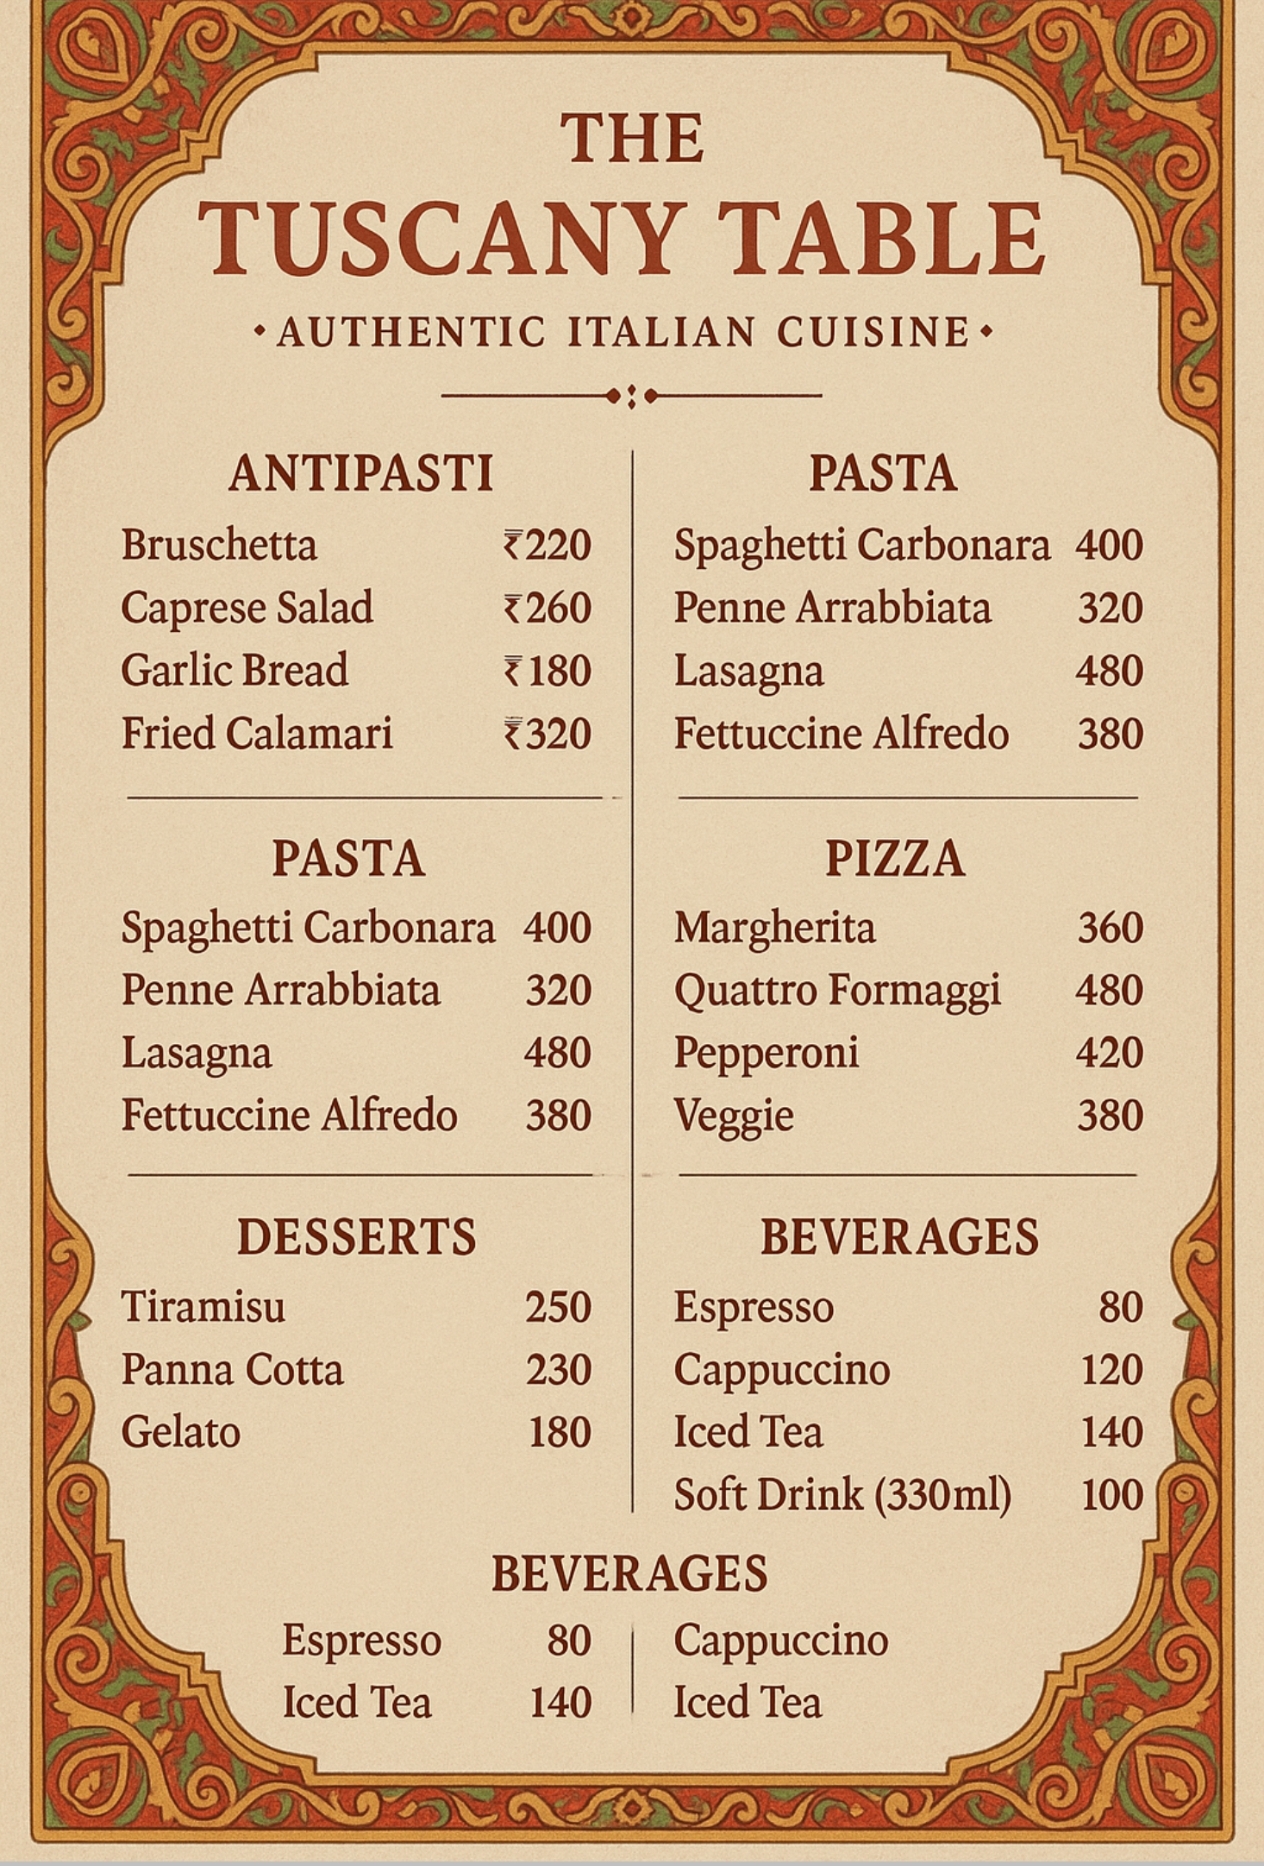 THE
TUSCANY TABLE
•AUTHENTIC ITALIAN CUISINE•
ANTIPASTI
Bruschetta ₹220
Caprese Salad ₹260
Garlic Bread ₹180
Fried Calamari ₹320
PASTA
Spaghetti Carbonara 400
Penne Arrabbiata 320
Lasagna 480
Fettuccine Alfredo 380
PASTA
Spaghetti Carbonara 400
Penne Arrabbiata 320
Lasagna 480
Fettuccine Alfredo 380
PIZZA
Margherita 360
Quattro Formaggi 480
Pepperoni 420
Veggie 380
DESSERTS
Tiramisu 250
Panna Cotta 230
Gelato 180
BEVERAGES
Espresso 80
Cappuccino 120
Iced Tea 140
Soft Drink (330ml) 100
BEVERAGES
Espresso 80
Iced Tea 140
Cappuccino
Iced Tea